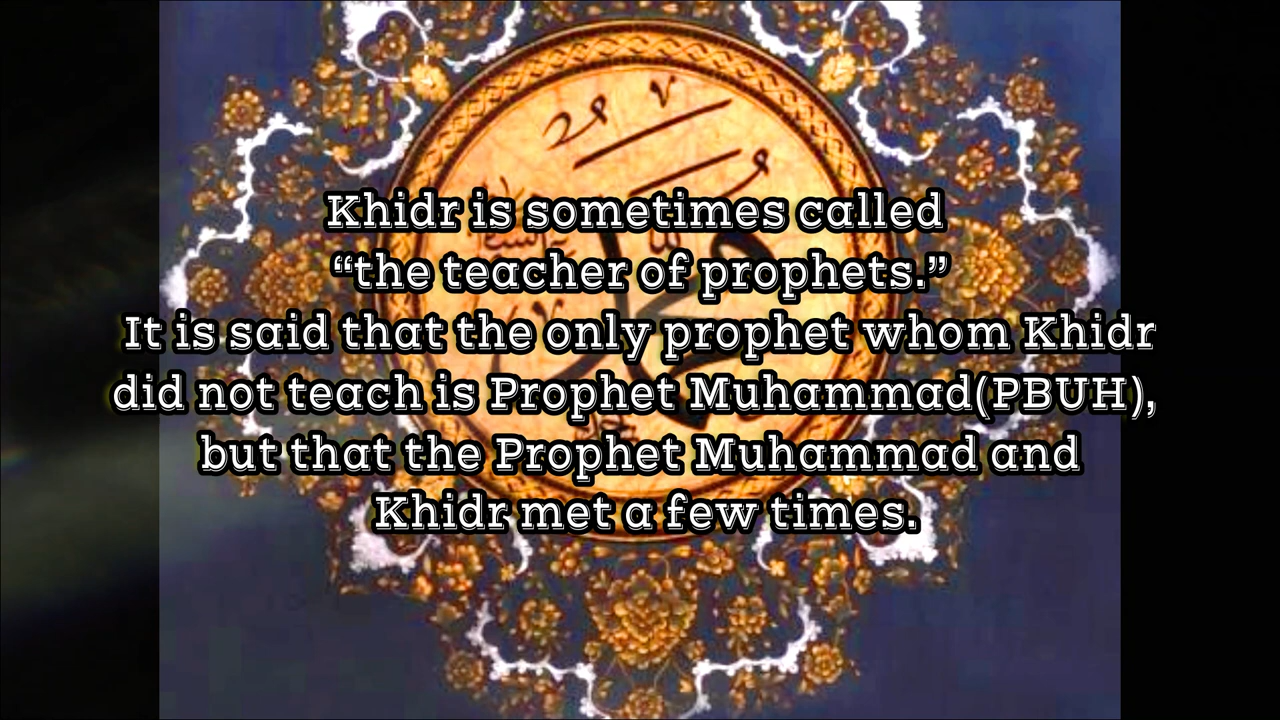 Khidr is sometimes called
“the teacher of prophets.”
It is said that the only prophet whom Khidr
did not teach is Prophet Muhammad(PBUH),
but that the Prophet Muhammad and
Khidr met a few times.